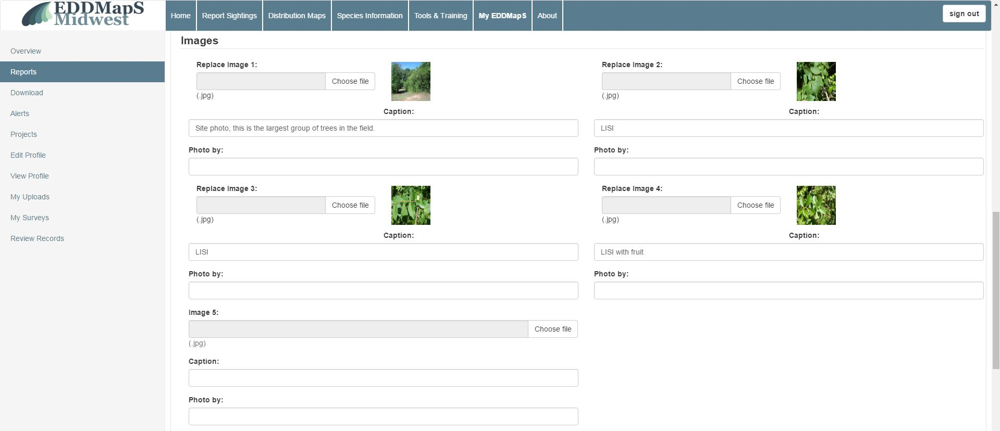 EDDMapS
Midwest
Home
Report Sightings
Distribution Maps
Species Information
Tools & Training
My EDDMapS
About
sign out
Overview
Reports
Download
Alerts
Projects
Edit Profile
View Profile
My Uploads
My Surveys
Review Records
Images
Replace Image 1:
Choose file
(.jpg)
Caption:
Site photo, this is the largest group of trees in the field.
Photo by:
Replace Image 2:
Choose file
(.jpg)
Caption:
LISI
Photo by:
Replace Image 3:
Choose file
(.jpg)
Caption:
LISI
Photo by:
Replace Image 4:
Choose file
(.jpg)
Caption:
LISI with fruit
Photo by:
Image 5:
Choose file
(.jpg)
Caption:
Photo by: